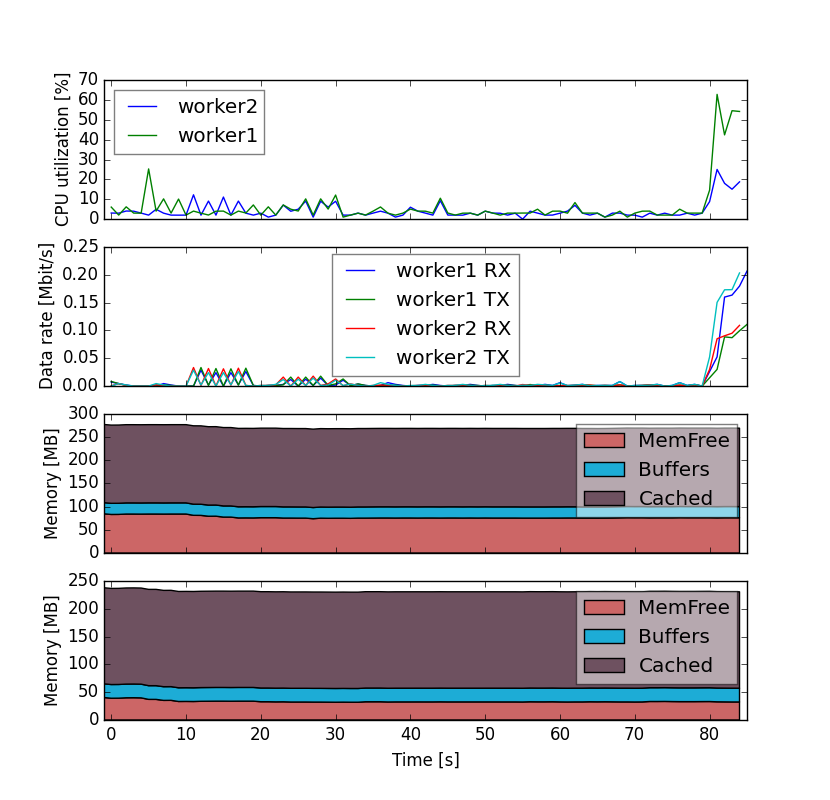 70
60
50
40
30
20
10
0
CPU utilization [%]
worker2
worker1
0.25
0.20
0.15
0.10
0.05
0.00
Data rate [Mbit/s]
worker1 RX
worker1 TX
worker2 RX
worker2 TX
300
250
200
150
100
50
0
Memory [MB]
MemFree
Buffers
Cached
250
200
150
100
50
0
Memory [MB]
MemFree
Buffers
Cached
0 10 20 30 40 50 60 70 80
Time [s]